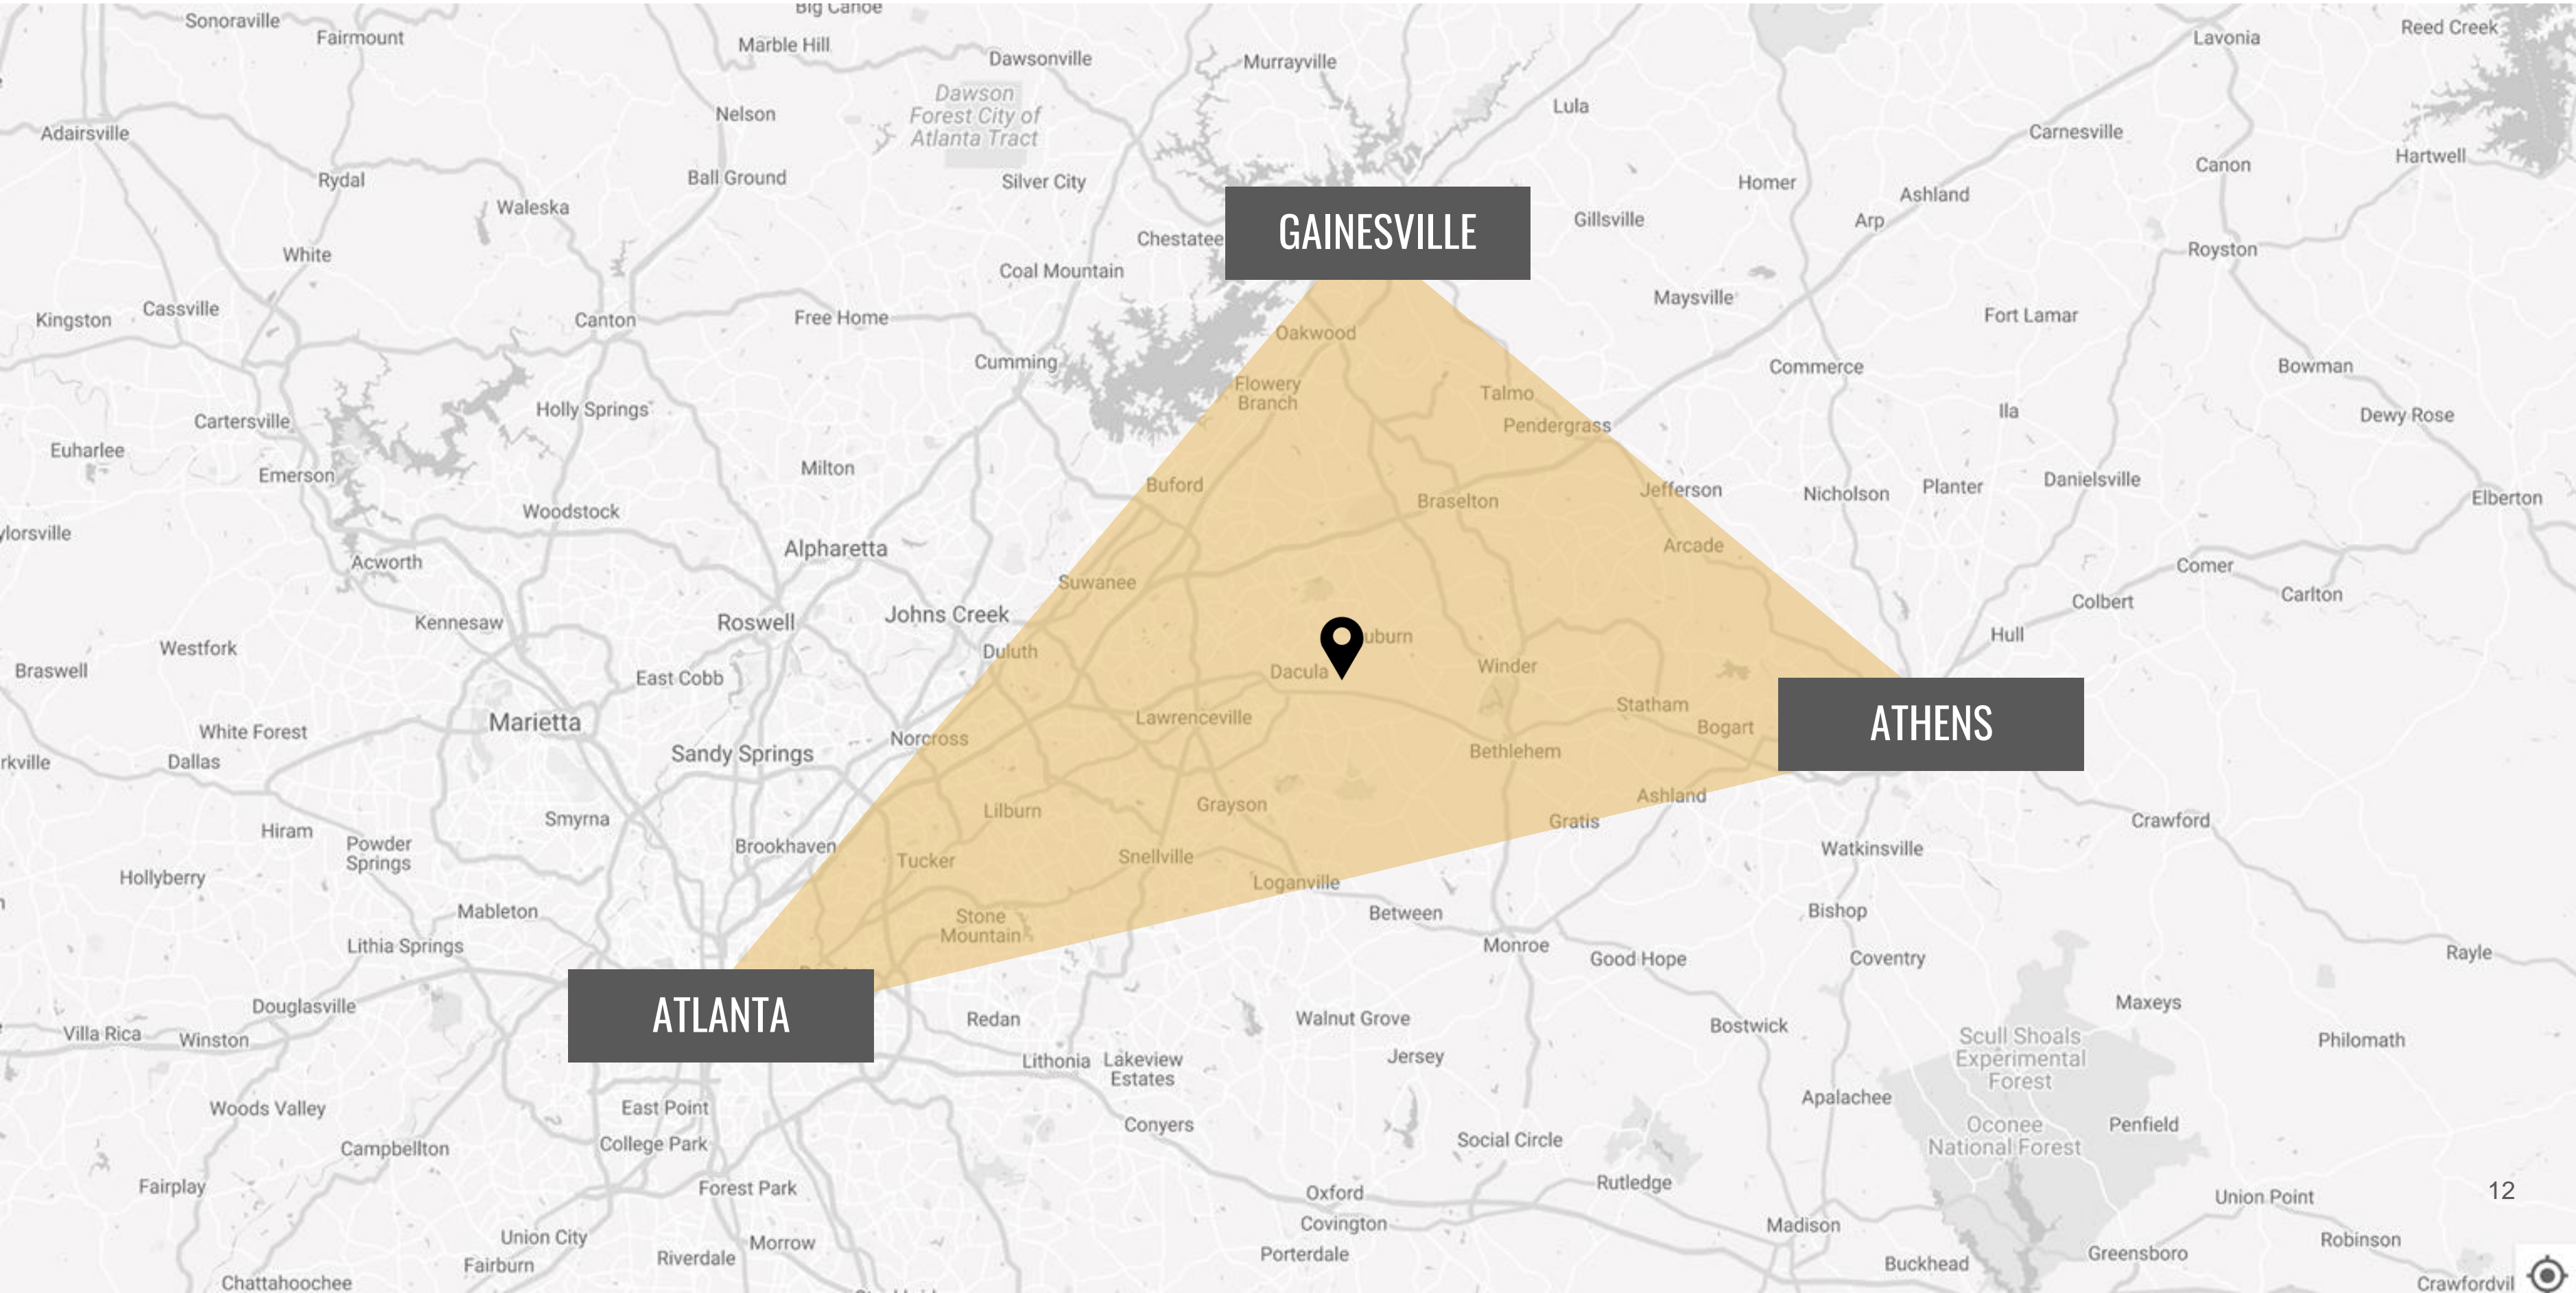 Big Canoe
Sonoraville
Fairmount
Marble Hill
Dawsonville
Murrayville
Lavonia
Reed Creek
Nelson
Dawson
Forest City of
Atlanta Tract
Lula
Adairsville
Carnesville
Rydal
Ball Ground
Silver City
Homer
Canon
Hartwell
Waleska
Ashland
GAINESVILLE
Gillsville
Arp
White
Chestatee
Royston
Coal Mountain
Kingston
Cassville
Canton
Free Home
Maysville
Fort Lamar
Oakwood
Cumming
Commerce
Bowman
Flowery
Branch
Talmo
Cartersville
Holly Springs
Pendergrass
Ila
Dewy Rose
Euharlee
Emerson
Milton
Buford
Braselton
Jefferson
Nicholson
Planter
Danielsville
Elberton
ylorsville
Woodstock
Alpharetta
Arcade
Acworth
Suwanee
Comer
Carlton
Colbert
Kennesaw
Roswell
Johns Creek
uburn
Hull
Westfork
Duluth
Braswell
East Cobb
Dacula
Winder
White Forest
Marietta
Lawrenceville
Statham
Bogart
ATHENS
rkville
Dallas
Sandy Springs
Norcross
Bethlehem
Ashland
Hiram
Powder
Springs
Smyrna
Brookhaven
Lilburn
Grayson
Gratis
Crawford
Tucker
Snellville
Watkinsville
Hollyberry
Loganville
Mableton
Stone
Mountain
Between
Bishop
Lithia Springs
Monroe
Good Hope
Coventry
Rayle
Douglasville
ATLANTA
Redan
Walnut Grove
Bostwick
Maxeys
Villa Rica
Winston
Scull Shoals
Experimental
Forest
Philomath
Lithonia
Lakeview
Estates
Jersey
Woods Valley
East Point
Conyers
Apalachee
Oconee
National Forest
Penfield
Campbellton
College Park
Social Circle
Fairplay
Forest Park
Oxford
Rutledge
Union Point
12
Union City
Morrow
Covington
Madison
Robinson
Fairburn
Riverdale
Porterdale
Buckhead
Greensboro
Chattahoochee
Crawfordvil